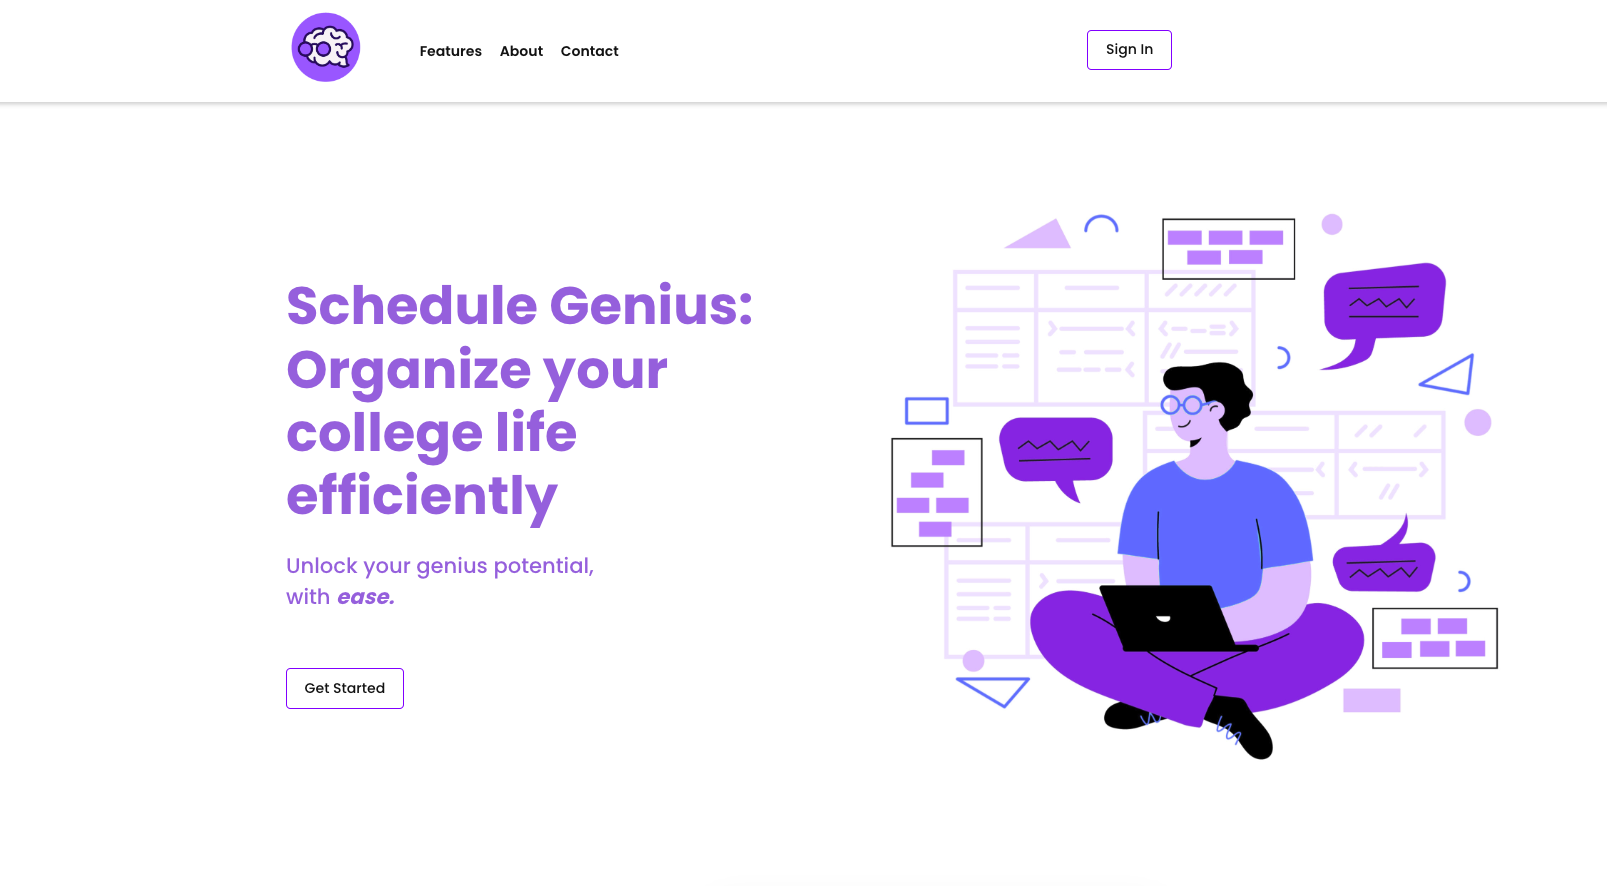 Features About Contact
Sign In
Schedule Genius:
Organize your
college life
efficiently
Unlock your genius potential,
with ease.
Get Started